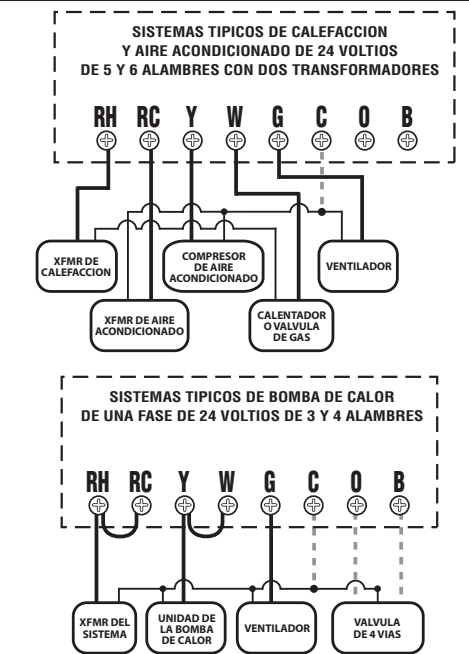 SISTEMAS TIPICOS DE CALEFACCION
Y AIRE ACONDICIONADO DE 24 VOLTIOS
DE 5 Y 6 ALAMBRES CON DOS TRANSFORMADORES
RH RC Y W G C O B
XFMR DE
CALEFACCION
COMPRESOR
DE AIRE
ACONDICIONADO
VENTILADOR
XFMR DE AIRE
ACONDICIONADO
CALENTADOR
O VALVULA
DE GAS
SISTEMAS TIPICOS DE BOMBA DE CALOR
DE UNA FASE DE 24 VOLTIOS DE 3 Y 4 ALAMBRES
RH RC Y W G C O B
XFMR DEL
SISTEMA
UNIDAD DE
LA BOMBA
DE CALOR
VENTILADOR
VALVULA
DE 4 VIAS